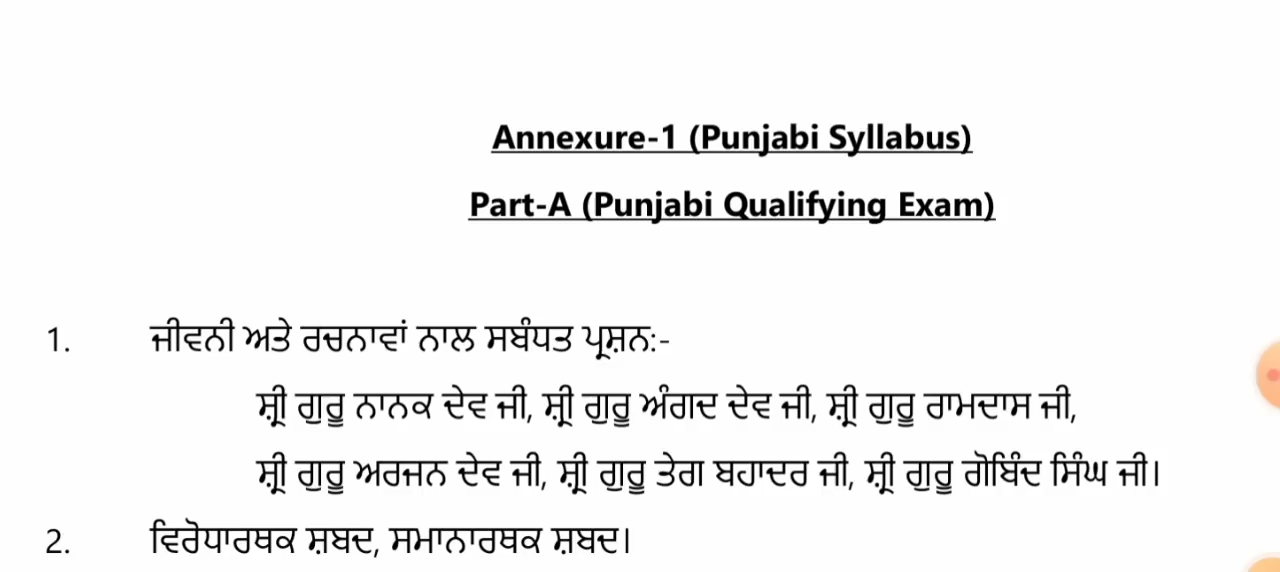 Annexure-1 (Punjabi Syllabus)
Part-A (Punjabi Qualifying Exam)
1. ਜੀਵਨੀ ਅਤੇ ਰਚਨਾਵਾਂ ਨਾਲ ਸਬੰਧਤ ਪ੍ਰਸ਼ਨ:-
ਸ਼੍ਰੀ ਗੁਰੂ ਨਾਨਕ ਦੇਵ ਜੀ, ਸ਼੍ਰੀ ਗੁਰੂ ਅੰਗਦ ਦੇਵ ਜੀ, ਸ਼੍ਰੀ ਗੁਰੂ ਰਾਮਦਾਸ ਜੀ,
ਸ਼੍ਰੀ ਗੁਰੂ ਅਰਜਨ ਦੇਵ ਜੀ, ਸ਼੍ਰੀ ਗੁਰੂ ਤੇਗ ਬਹਾਦਰ ਜੀ, ਸ਼੍ਰੀ ਗੁਰੂ ਗੋਬਿੰਦ ਸਿੰਘ ਜੀ।
2. ਵਿਰੋਧਾਰਥਕ ਸ਼ਬਦ, ਸਮਾਨਾਰਥਕ ਸ਼ਬਦ।